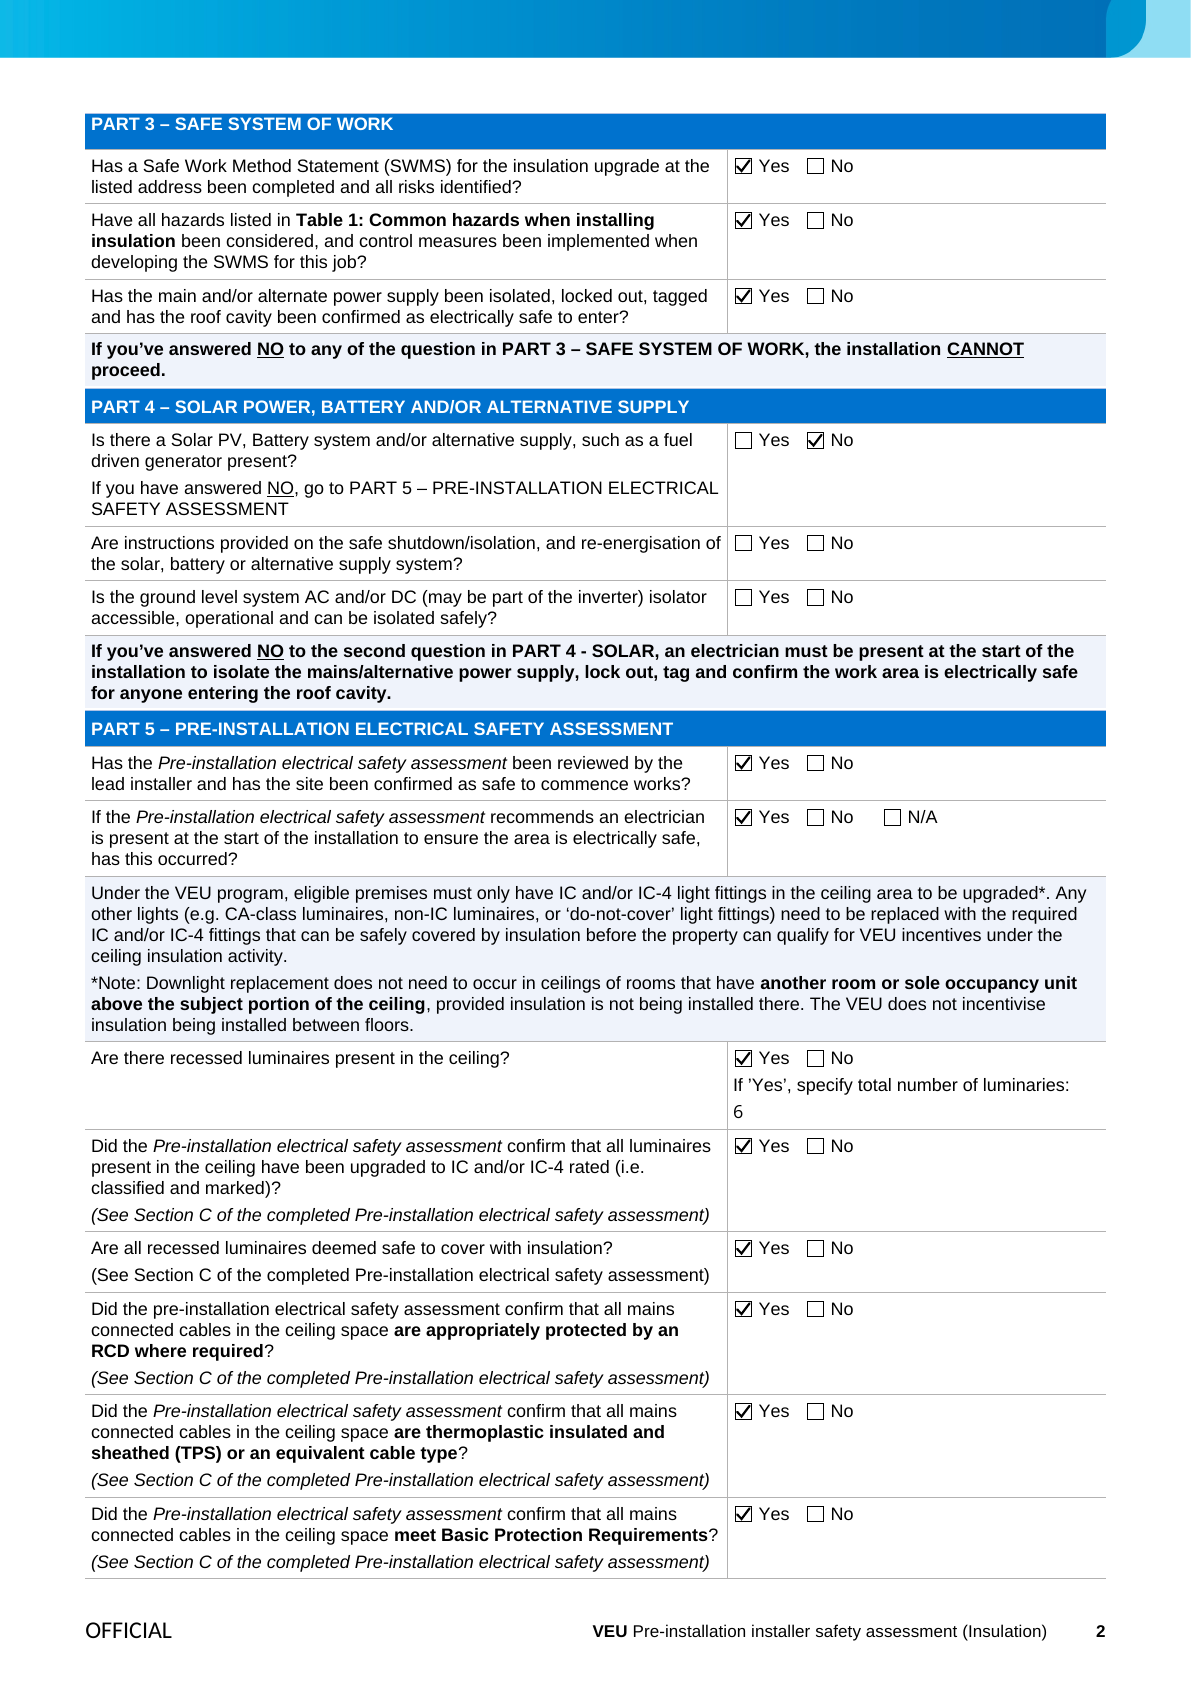 PART 3 – SAFE SYSTEM OF WORK
Has a Safe Work Method Statement (SWMS) for the insulation upgrade at the
listed address been completed and all risks identified?
☑ Yes ☐ No
Have all hazards listed in Table 1: Common hazards when installing
insulation been considered, and control measures been implemented when
developing the SWMS for this job?
☑ Yes ☐ No
Has the main and/or alternate power supply been isolated, locked out, tagged
and has the roof cavity been confirmed as electrically safe to enter?
☑ Yes ☐ No
If you’ve answered NO to any of the question in PART 3 – SAFE SYSTEM OF WORK, the installation CANNOT
proceed.
PART 4 – SOLAR POWER, BATTERY AND/OR ALTERNATIVE SUPPLY
Is there a Solar PV, Battery system and/or alternative supply, such as a fuel
driven generator present?
If you have answered NO, go to PART 5 – PRE-INSTALLATION ELECTRICAL
SAFETY ASSESSMENT
☐ Yes ☑ No
Are instructions provided on the safe shutdown/isolation, and re-energisation of
the solar, battery or alternative supply system?
☐ Yes ☐ No
Is the ground level system AC and/or DC (may be part of the inverter) isolator
accessible, operational and can be isolated safely?
☐ Yes ☐ No
If you’ve answered NO to the second question in PART 4 - SOLAR, an electrician must be present at the start of the
installation to isolate the mains/alternative power supply, lock out, tag and confirm the work area is electrically safe
for anyone entering the roof cavity.
PART 5 – PRE-INSTALLATION ELECTRICAL SAFETY ASSESSMENT
Has the Pre-installation electrical safety assessment been reviewed by the
lead installer and has the site been confirmed as safe to commence works?
☑ Yes ☐ No
If the Pre-installation electrical safety assessment recommends an electrician
is present at the start of the installation to ensure the area is electrically safe,
has this occurred?
☑ Yes ☐ No ☐ N/A
Under the VEU program, eligible premises must only have IC and/or IC-4 light fittings in the ceiling area to be upgraded*. Any
other lights (e.g. CA-class luminaires, non-IC luminaires, or ‘do-not-cover’ light fittings) need to be replaced with the required
IC and/or IC-4 fittings that can be safely covered by insulation before the property can qualify for VEU incentives under the
ceiling insulation activity.
*Note: Downlight replacement does not need to occur in ceilings of rooms that have another room or sole occupancy unit
above the subject portion of the ceiling, provided insulation is not being installed there. The VEU does not incentivise
insulation being installed between floors.
Are there recessed luminaires present in the ceiling?
☑ Yes ☐ No
If ’Yes’, specify total number of luminaries:
6
Did the Pre-installation electrical safety assessment confirm that all luminaires
present in the ceiling have been upgraded to IC and/or IC-4 rated (i.e.
classified and marked)?
(See Section C of the completed Pre-installation electrical safety assessment)
☑ Yes ☐ No
Are all recessed luminaires deemed safe to cover with insulation?
(See Section C of the completed Pre-installation electrical safety assessment)
☑ Yes ☐ No
Did the pre-installation electrical safety assessment confirm that all mains
connected cables in the ceiling space are appropriately protected by an
RCD where required?
(See Section C of the completed Pre-installation electrical safety assessment)
☑ Yes ☐ No
Did the Pre-installation electrical safety assessment confirm that all mains
connected cables in the ceiling space are thermoplastic insulated and
sheathed (TPS) or an equivalent cable type?
(See Section C of the completed Pre-installation electrical safety assessment)
☑ Yes ☐ No
Did the Pre-installation electrical safety assessment confirm that all mains
connected cables in the ceiling space meet Basic Protection Requirements?
(See Section C of the completed Pre-installation electrical safety assessment)
☑ Yes ☐ No
OFFICIAL
VEU Pre-installation installer safety assessment (Insulation) 2